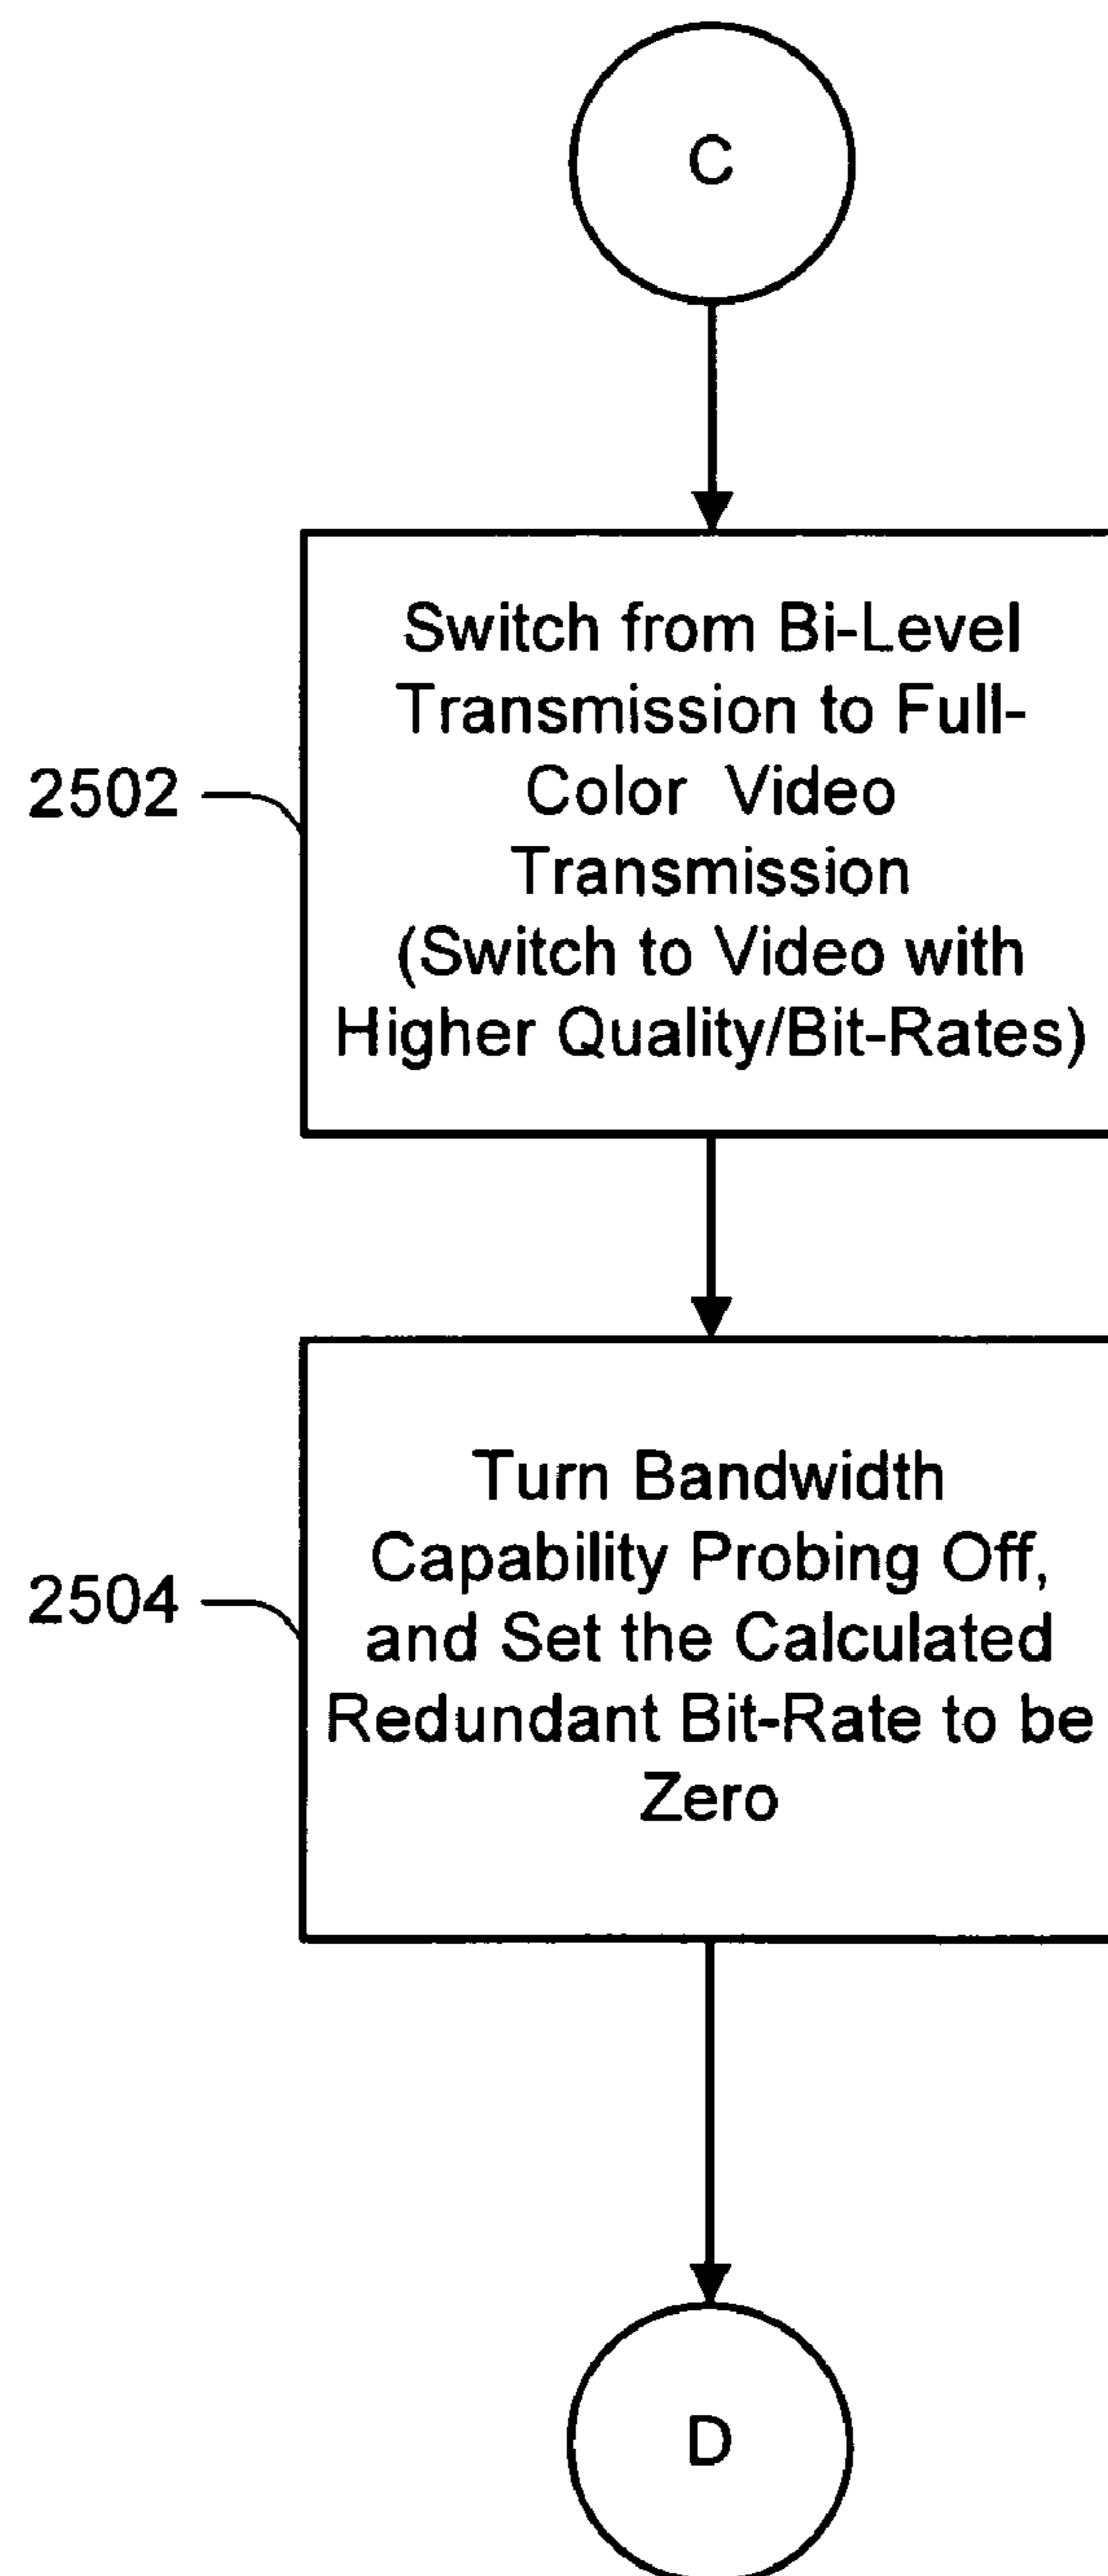 C
Switch from Bi-Level
Transmission to Full-
Color Video
Transmission
(Switch to Video with
Higher Quality/Bit-Rates)
2502
Turn Bandwidth
Capability Probing Off,
and Set the Calculated
Redundant Bit-Rate to be
Zero
2504
D